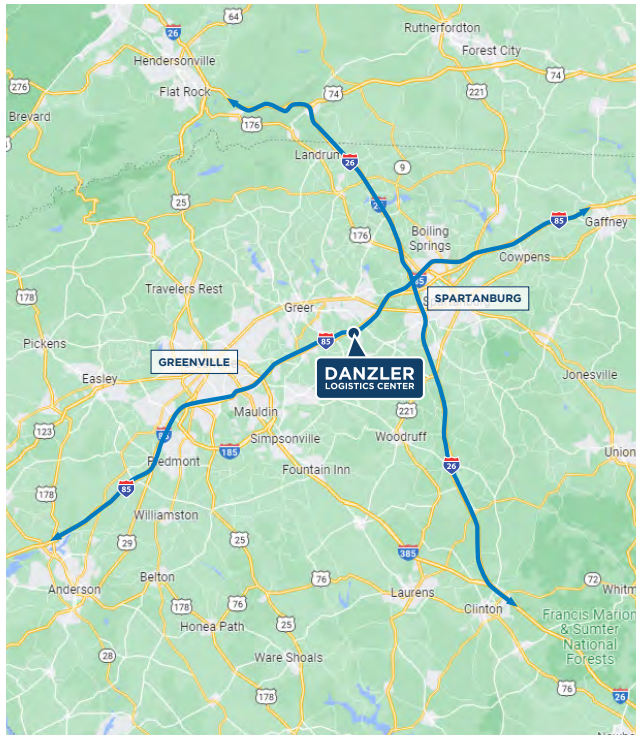 64
26
Rutherfordton
Hendersonville
Forest City
276
Flat Rock
74
74
221
Brevard
176
Landrum
26
9
25
176
85
Boiling
Springs
Gaffney
Cowpens
178
Travelers Rest
SPARTANBURG
Greer
85
Pickens
GREENVILLE
DANZLER
LOGISTICS CENTER
Easley
Jonesville
Mauldin
221
123
Simpsonville
Woodruff
185
Union
Piedmont
26
Fountain Inn
85
178
Williamston
29
25
385
Belton
76
72
Whitm
Anderson
Laurens
178
76
Clinton
Honea Path
25
Francis Marion
& Sumter
National
Forests
28
Ware Shoals
76
178
26